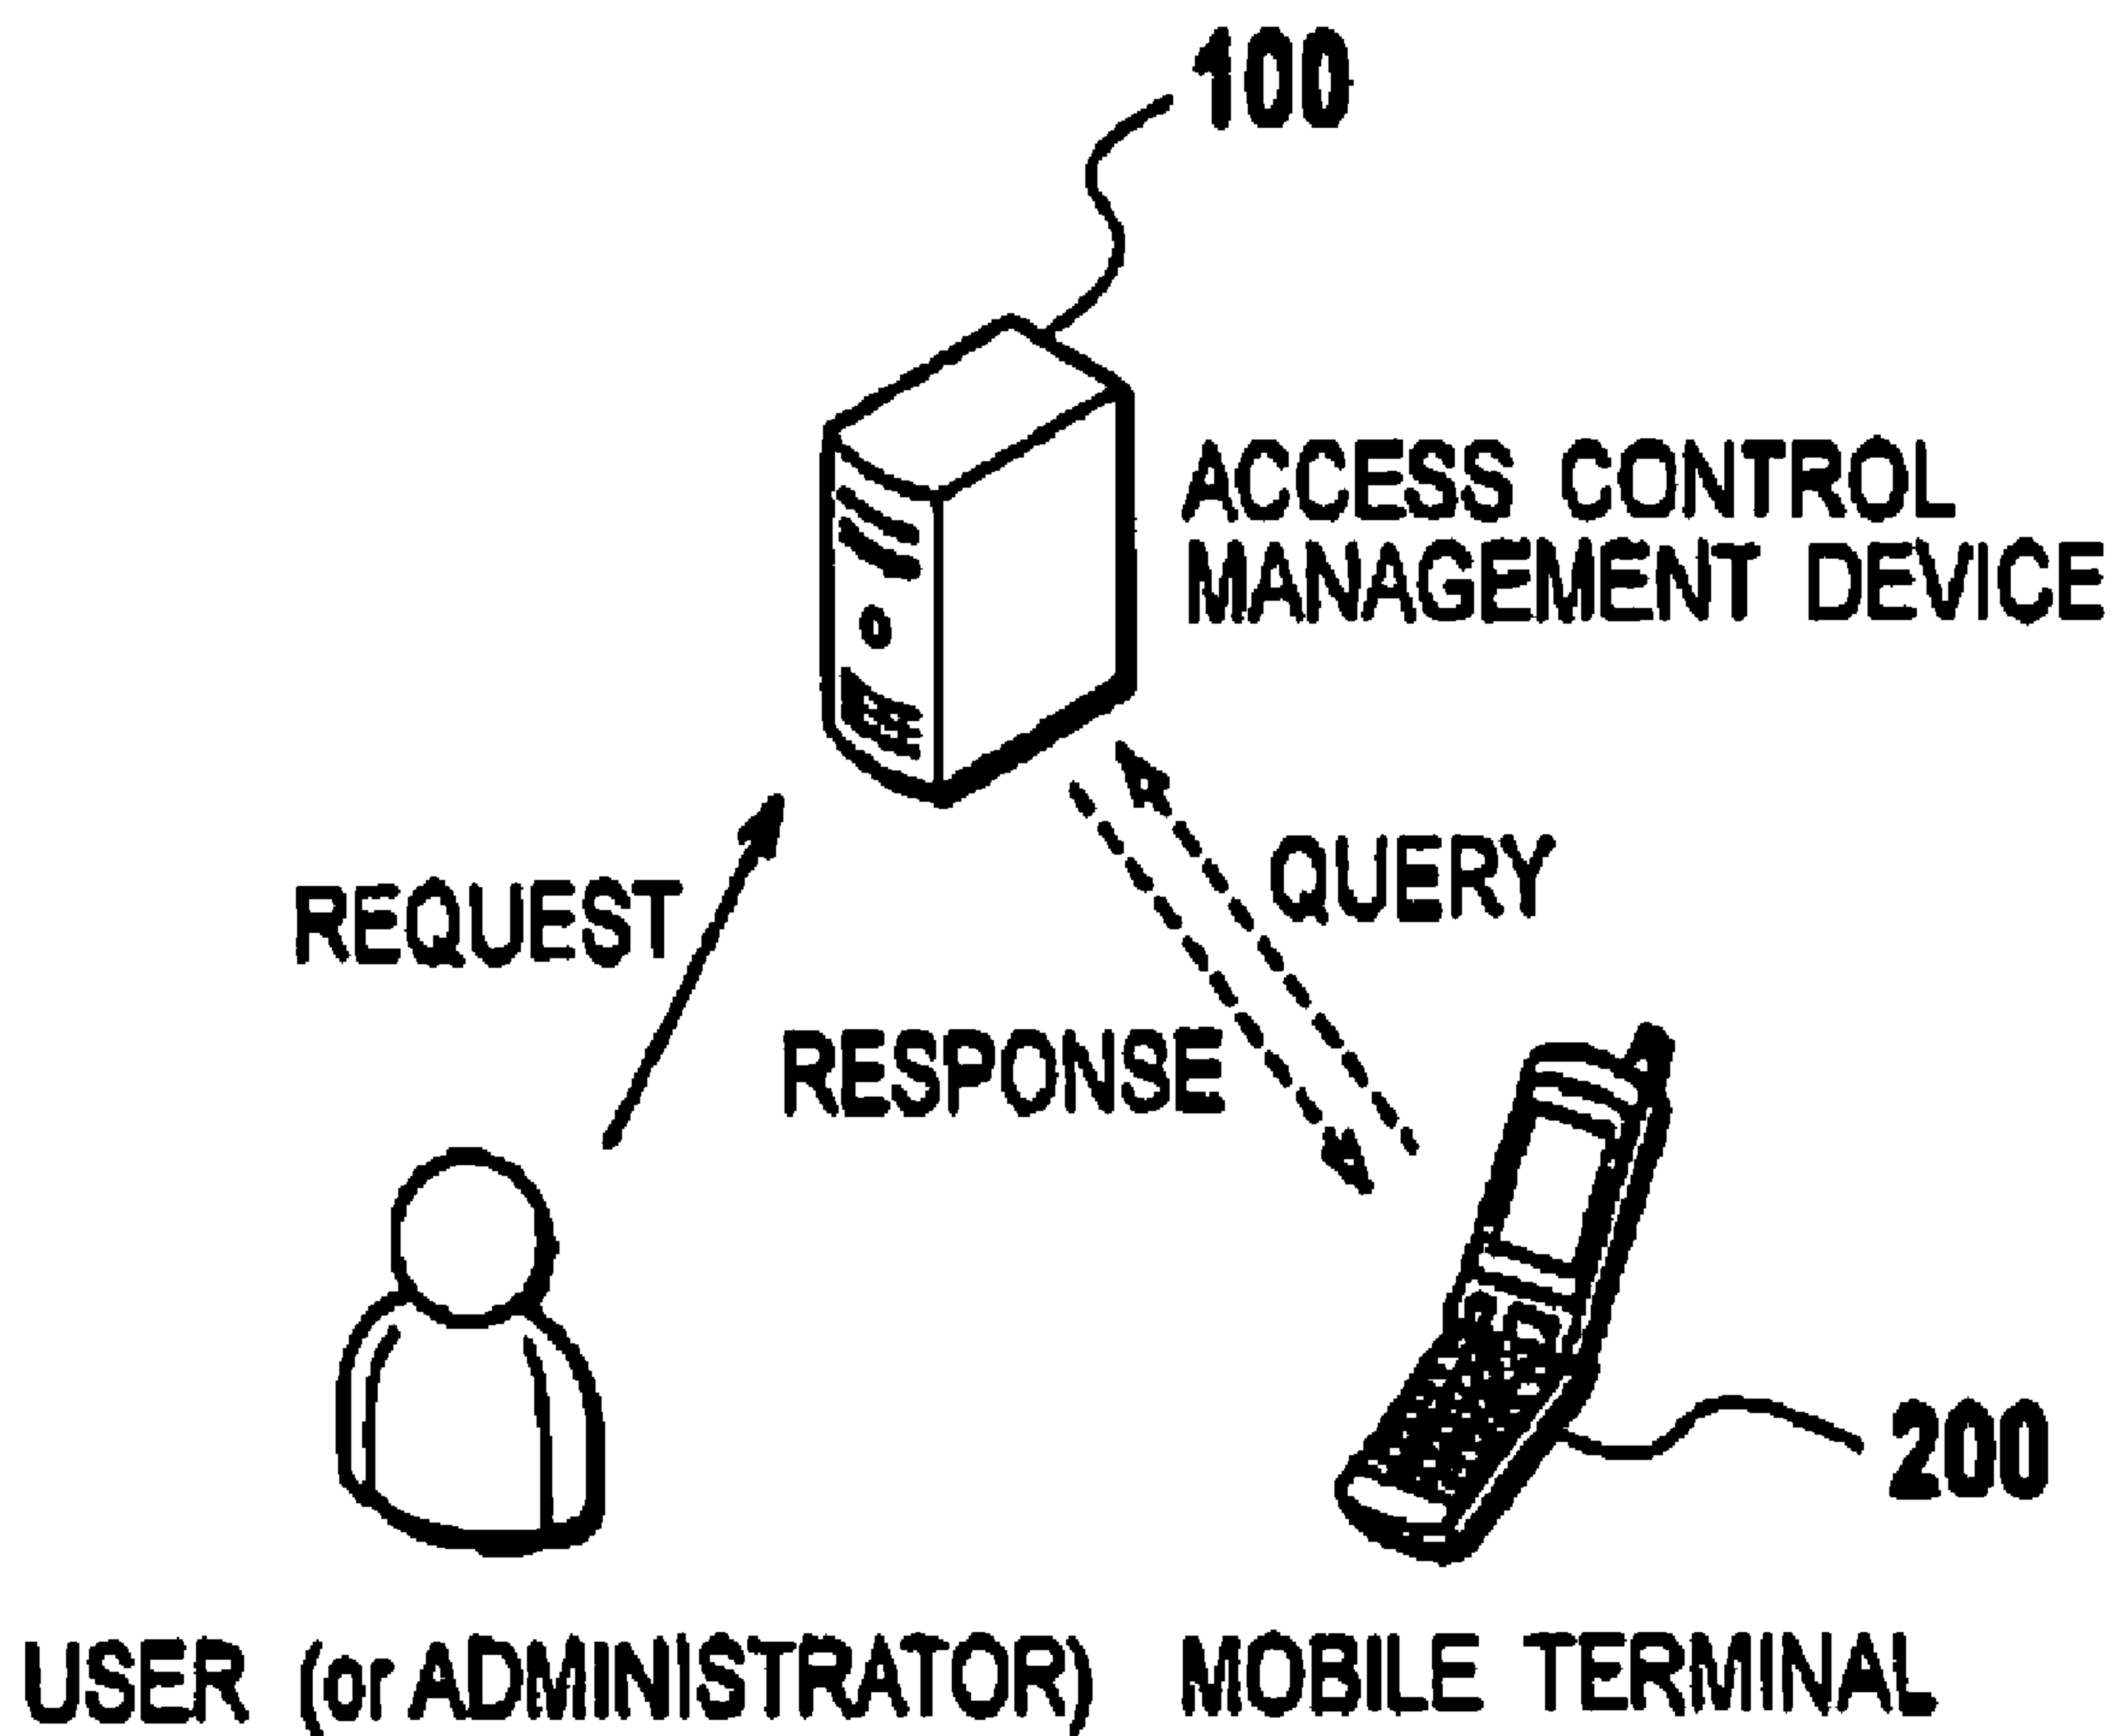 100
ACCESS CONTROL
MANAGEMENT DEVICE
REQUEST
QUERY
RESPONSE
200
USER (or ADMINISTRATOR)
MOBILE TERMINAL